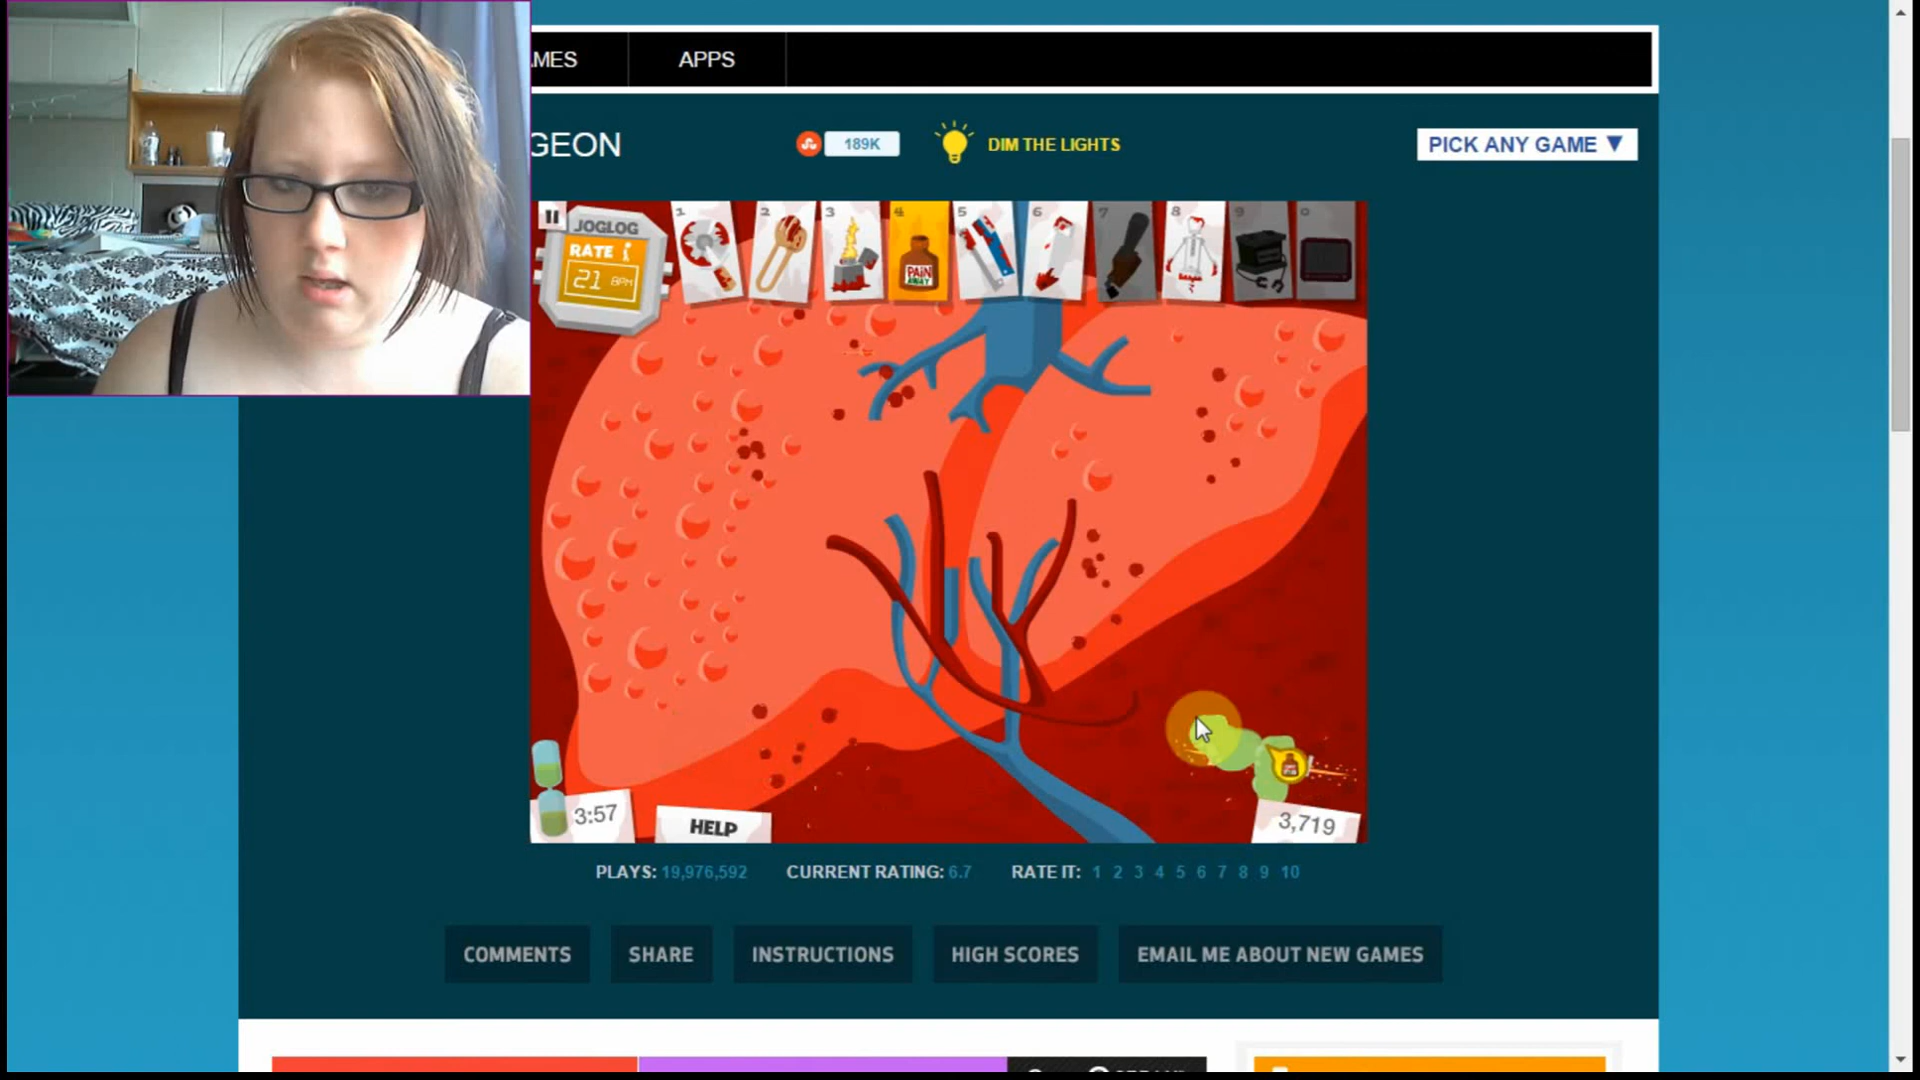 MES
APPS
GEON
189K
DIM THE LIGHTS
PICK ANY GAME ▼
JOGLOG
RATE
21 BPM
1
2
3
4
5
6
7
8
9
0
PAIN
AWAY
3:57
HELP
3,719
PLAYS: 19,976,592
CURRENT RATING: 6.7
RATE IT: 1 2 3 4 5 6 7 8 9 10
COMMENTS
SHARE
INSTRUCTIONS
HIGH SCORES
EMAIL ME ABOUT NEW GAMES